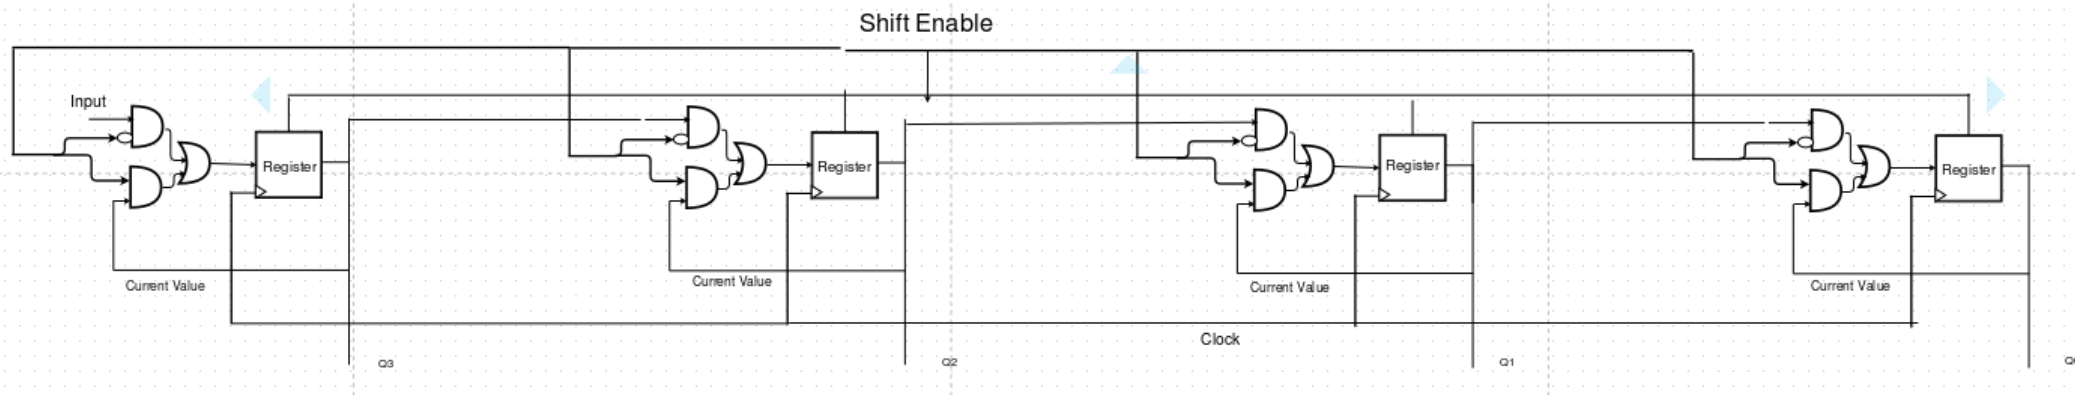 Shift Enable
Input
Register
Register
Register
Register
Current Value
Current Value
Current Value
Current Value
Clock
Q3
Q2
Q1